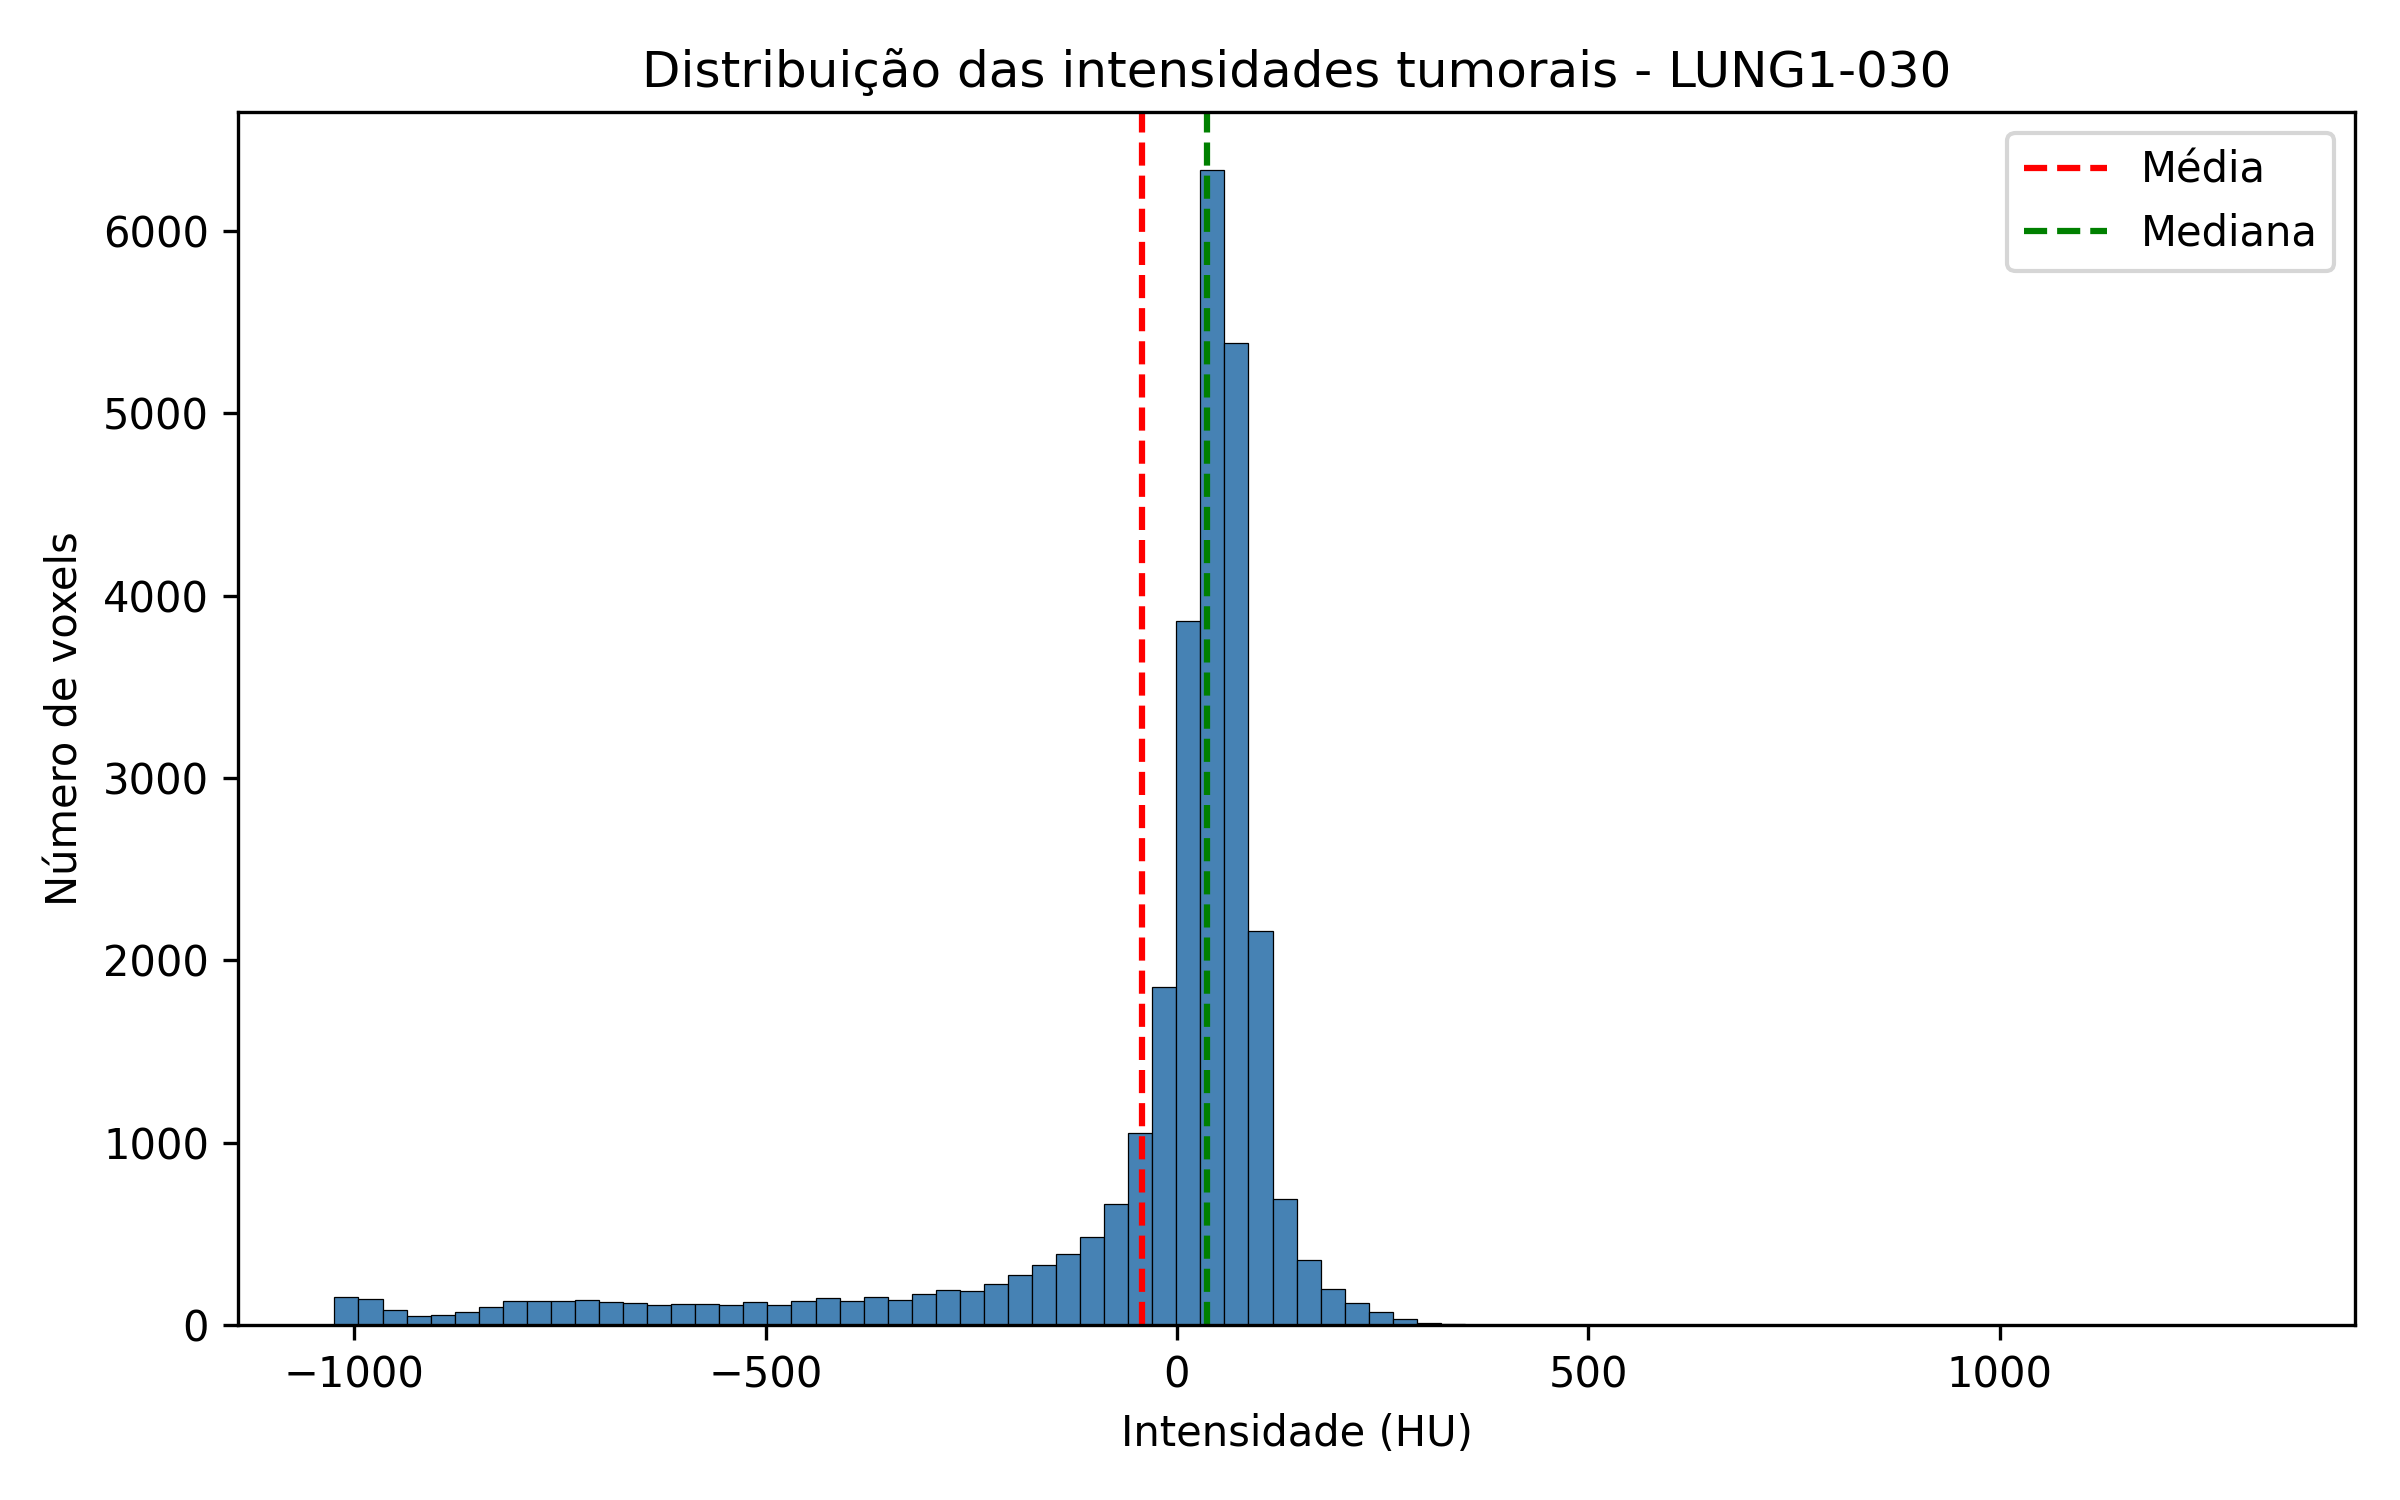 Distribuição das intensidades tumorais - LUNG1-030
Média
Mediana
6000
5000
4000
3000
2000
1000
0
Número de voxels
−1000
−500
0
500
1000
Intensidade (HU)